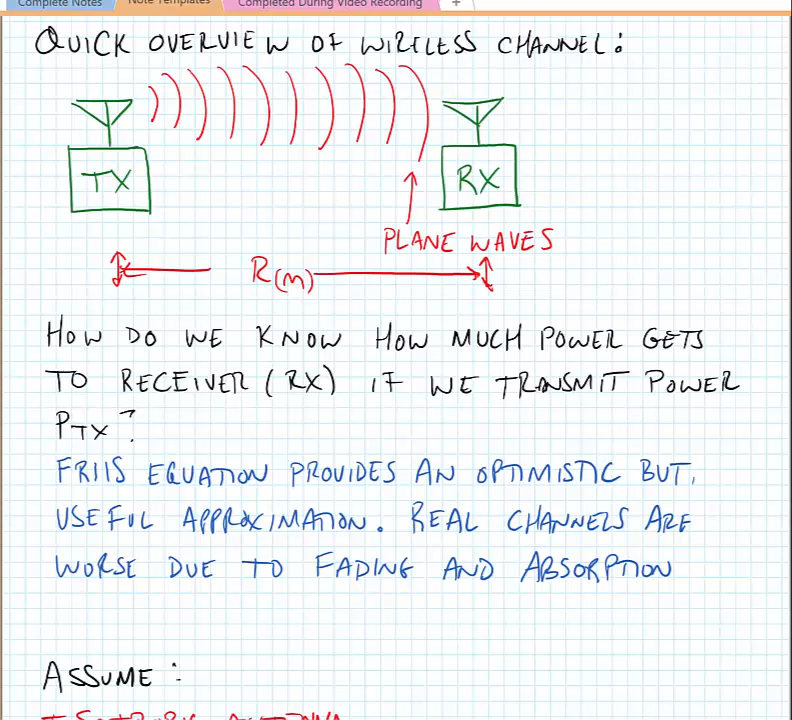 Complete Notes
Note Templates
Completed During Video Recording
+
QUICK OVERVIEW OF WIRELESS CHANNEL:
TX
RX
PLANE WAVES
R(M)
HOW DO WE KNOW HOW MUCH POWER GETS
TO RECEIVER (RX) IF WE TRANSMIT POWER
PTX?
FRIIS EQUATION PROVIDES AN OPTIMISTIC BUT,
USEFUL APPROXIMATION. REAL CHANNELS ARE
WORSE DUE TO FADING AND ABSORPTION
ASSUME: